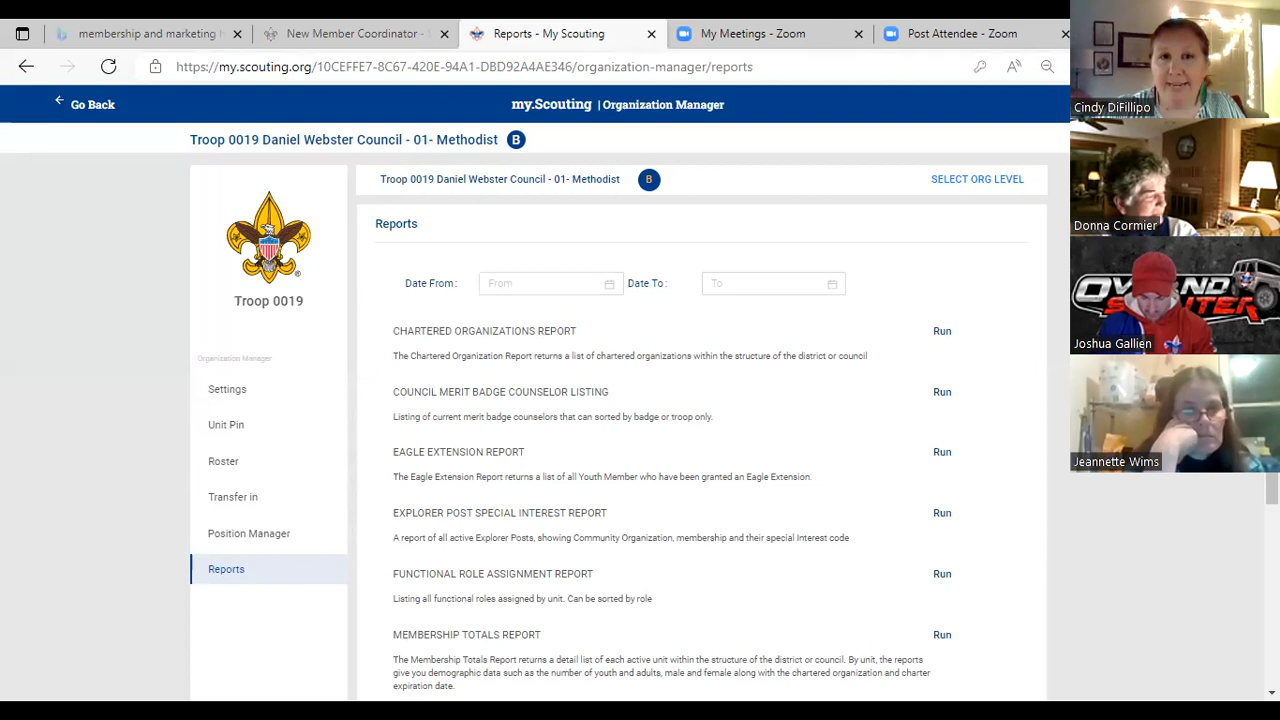 membership and marketing
New Member Coordinator -
Reports - My Scouting
My Meetings - Zoom
Post Attendee - Zoom
https://my.scouting.org/10CEFFE7-8C67-420E-94A1-DBD92A4AE346/organization-manager/reports
Go Back
my.Scouting | Organization Manager
Troop 0019 Daniel Webster Council - 01- Methodist B
Troop 0019
Organization Manager
Settings
Unit Pin
Roster
Transfer in
Position Manager
Reports
Troop 0019 Daniel Webster Council - 01- Methodist B
SELECT ORG LEVEL
Reports
Date From : From Date To : To
CHARTERED ORGANIZATIONS REPORT Run
The Chartered Organization Report returns a list of chartered organizations within the structure of the district or council
COUNCIL MERIT BADGE COUNSELOR LISTING Run
Listing of current merit badge counselors that can sorted by badge or troop only.
EAGLE EXTENSION REPORT Run
The Eagle Extension Report returns a list of all Youth Member who have been granted an Eagle Extension.
EXPLORER POST SPECIAL INTEREST REPORT Run
A report of all active Explorer Posts, showing Community Organization, membership and their special Interest code
FUNCTIONAL ROLE ASSIGNMENT REPORT Run
Listing all functional roles assigned by unit. Can be sorted by role
MEMBERSHIP TOTALS REPORT Run
The Membership Totals Report returns a detail list of each active unit within the structure of the district or council. By unit, the reports
give you demographic data such as the number of youth and adults, male and female along with the chartered organization and charter
expiration date.
Cindy DiFillipo
Donna Cormier
Joshua Gallien
Jeannette Wims